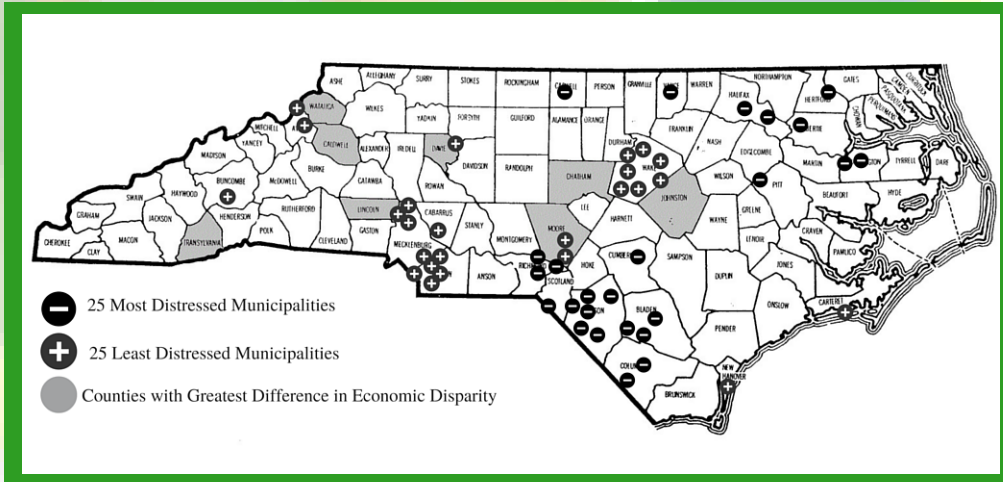 ASHE
ALLEGHANY
SURRY
STOKES
ROCKINGHAM
PERSON
GRANVILLE
WARREN
NORTHAMPTON
GATES
CAMDEN
CURRITUCK
PASQUOTANK
PERQUIMANS
CHOWAN
HALIFAX
HERTFORD
WATAUGA
WILKES
YADKIN
FORSYTH
GUILFORD
ALAMANCE
ORANGE
DURHAM
FRANKLIN
NASH
EDGECOMBE
BERTIE
MITCHELL
YANCEY
CALDWELL
ALEXANDER
IREDELL
DAVIE
DAVIDSON
RANDOLPH
CHATHAM
WAKE
WILSON
MARTIN
TYRRELL
DARE
MADISON
BURKE
CATAWBA
ROWAN
JOHNSTON
PITT
BEAUFORT
HYDE
BUNCOMBE
McDOWELL
HAYWOOD
SWAIN
GRAHAM
LINCOLN
CABARRUS
STANLY
MONTGOMERY
MOORE
LEE
HARNETT
WAYNE
GREENE
LENOIR
CRAVEN
PAMLICO
HENDERSON
RUTHERFORD
POLK
CLEVELAND
GASTON
MECKLENBURG
JACKSON
MACON
CHEROKEE
CLAY
TRANSYLVANIA
ANSON
SCOTLAND
HOKE
SAMPSON
DUPLIN
JONES
ONSLOW
CARTERET
BLADEN
PENDER
NEW
HANOVER
BRUNSWICK
25 Most Distressed Municipalities
25 Least Distressed Municipalities
Counties with Greatest Difference in Economic Disparity